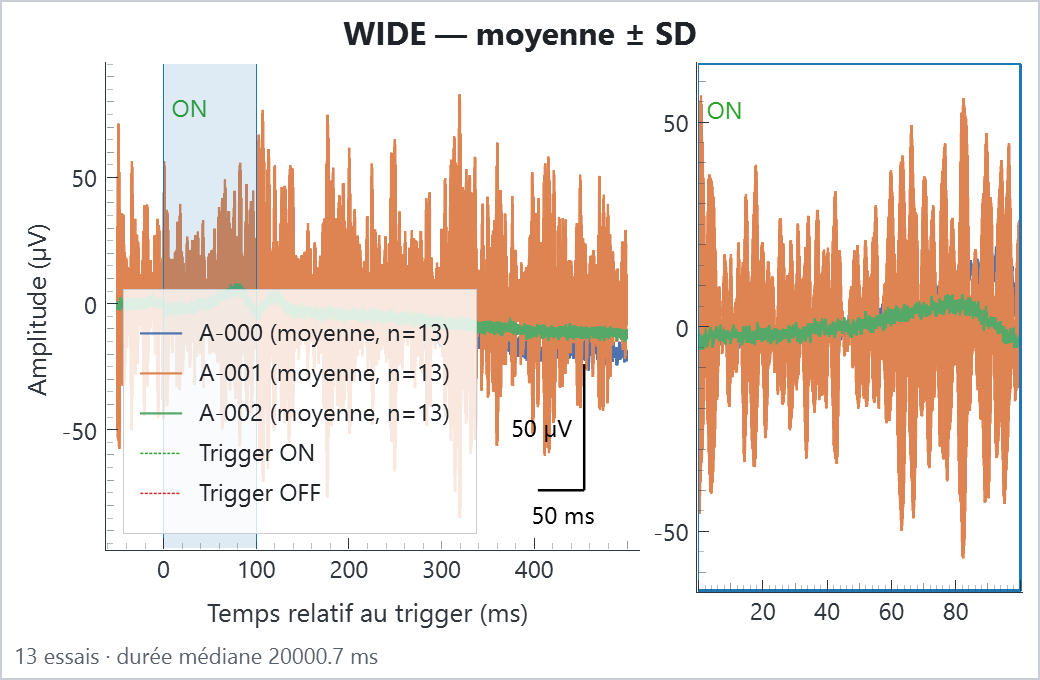 WIDE — moyenne ± SD
ON
50
0
-50
Amplitude (µV)
A-000 (moyenne, n=13)
A-001 (moyenne, n=13)
A-002 (moyenne, n=13)
Trigger ON
Trigger OFF
50 µV
50 ms
0 100 200 300 400
Temps relatif au trigger (ms)
ON
50
0
-50
20 40 60 80
13 essais · durée médiane 20000.7 ms